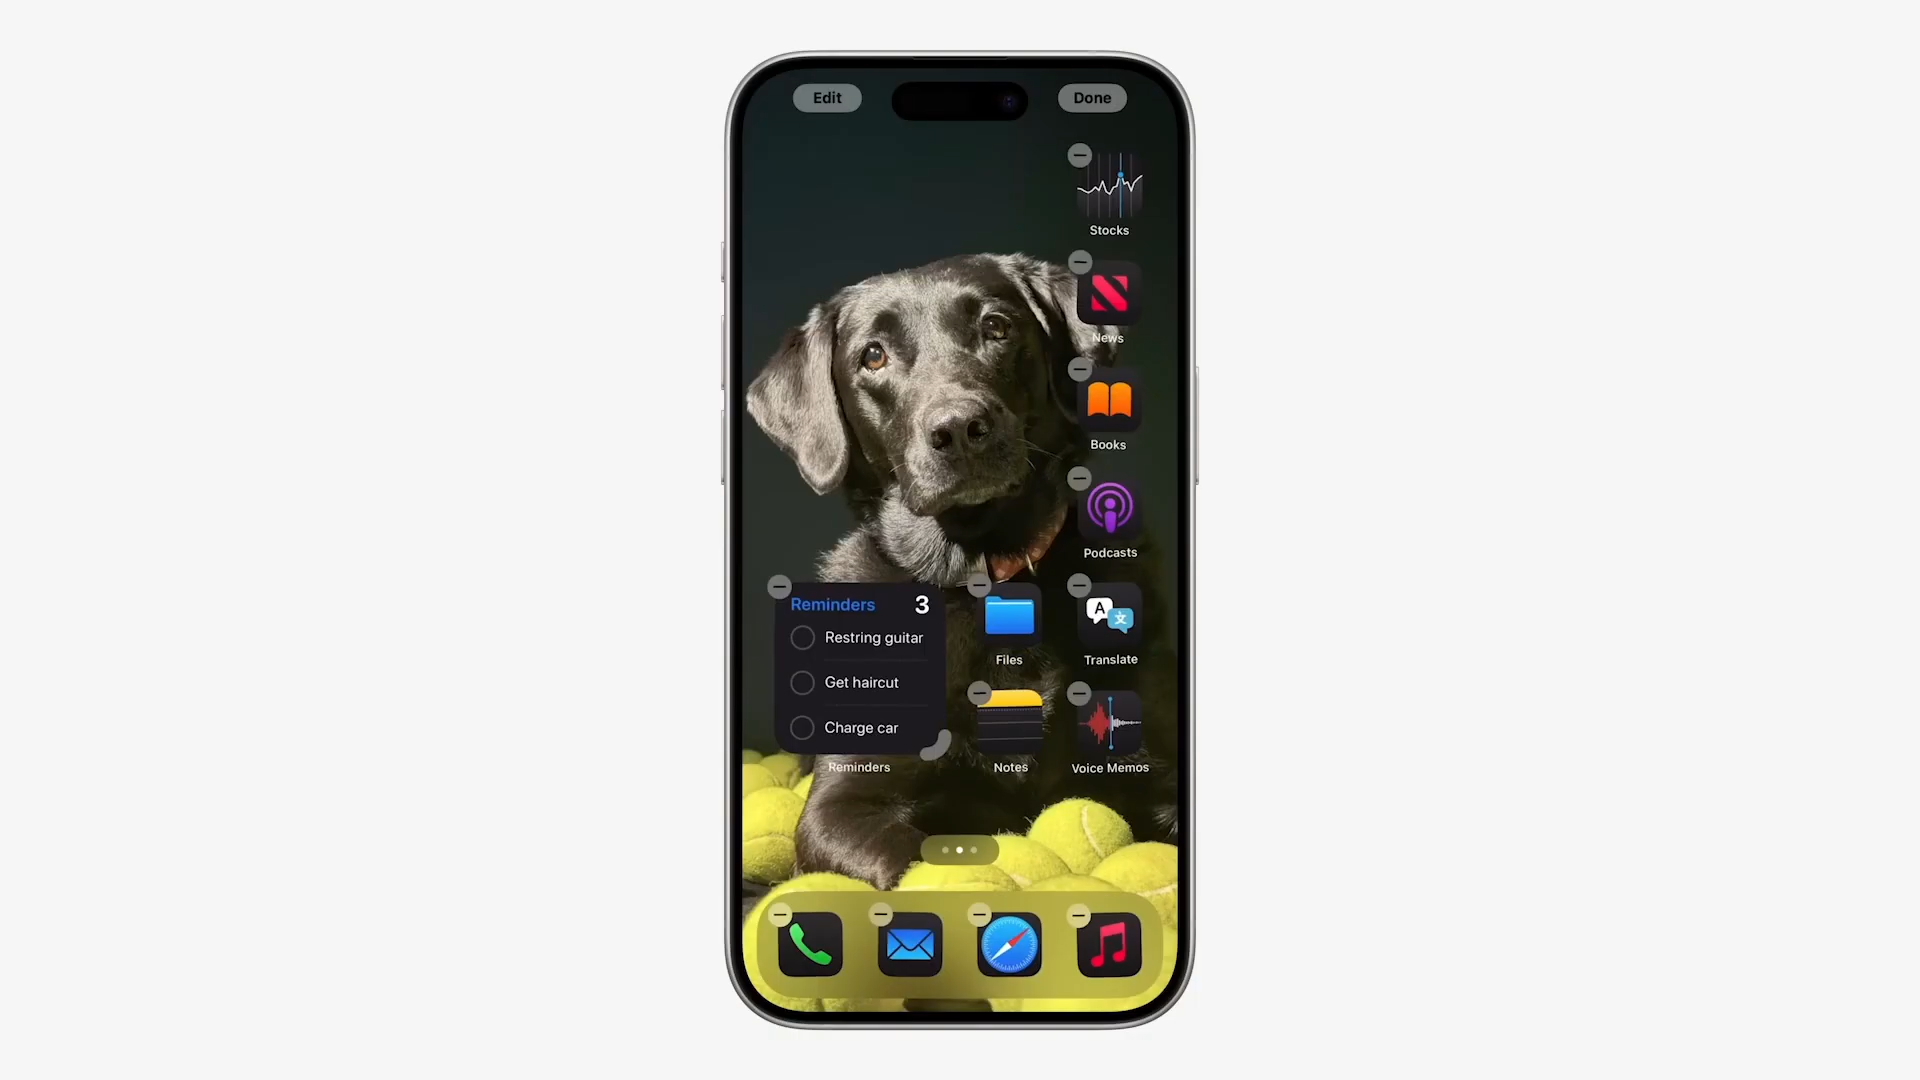 Edit
Done
Stocks
News
Books
Podcasts
Reminders 3
Restring guitar
Get haircut
Charge car
Reminders
Files
A 文
Translate
Notes
Voice Memos